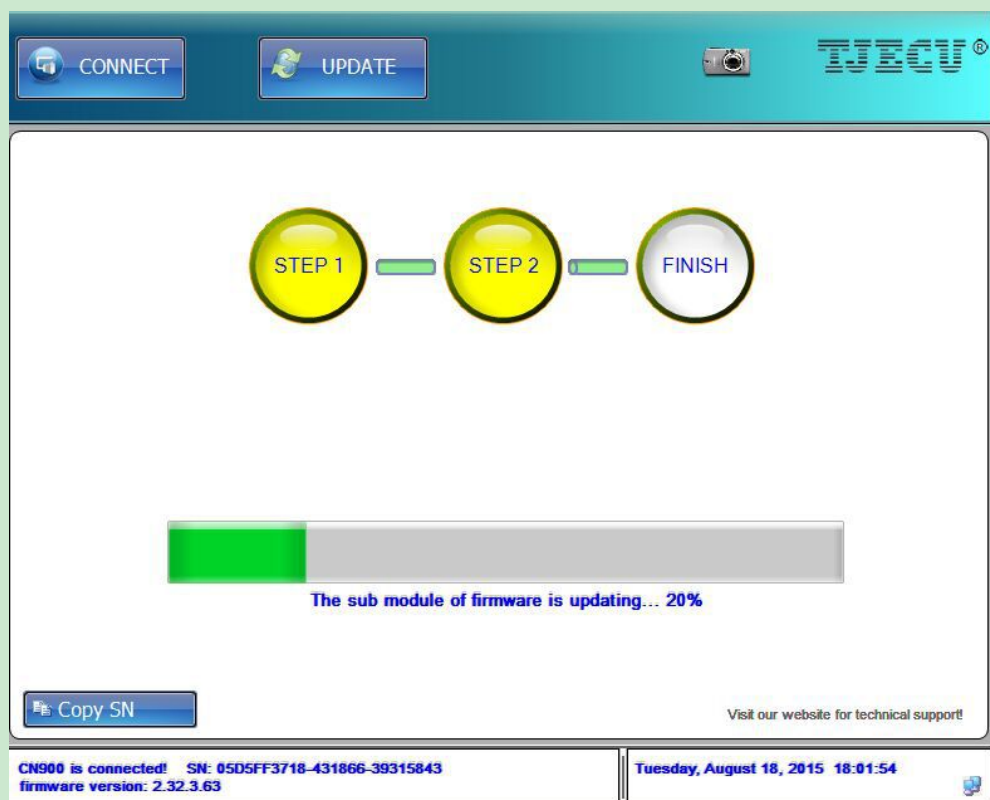 CONNECT
UPDATE
TJECU®
STEP 1
STEP 2
FINISH
The sub module of firmware is updating... 20%
Copy SN
Visit our website for technical support!
CN900 is connected! SN: 05D5FF3718-431866-39315843
firmware version: 2.32.3.63
Tuesday, August 18, 2015 18:01:54